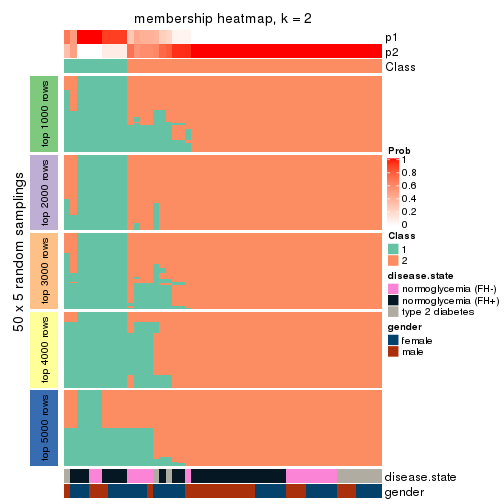 membership heatmap, k = 2
p1
p2
Class
50 x 5 random samplings
top 1000 rows
top 2000 rows
top 3000 rows
top 4000 rows
top 5000 rows
Prob
1
0.8
0.6
0.4
0.2
0
Class
1
2
disease.state
normoglycemia (FH-)
normoglycemia (FH+)
type 2 diabetes
gender
female
male
disease.state
gender